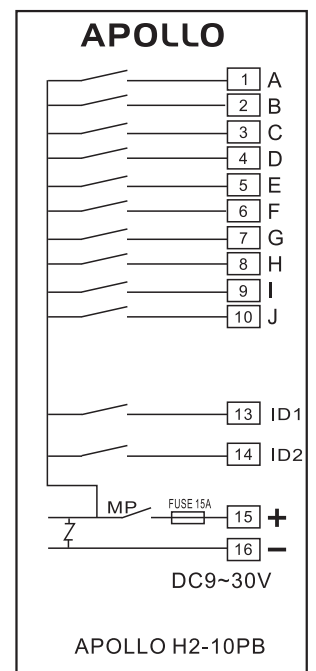 APOLLO
1 A
2 B
3 C
4 D
5 E
6 F
7 G
8 H
9 I
10 J
13 ID1
14 ID2
MP FUSE 15A 15 +
16 −
DC9~30V
APOLLO H2-10PB